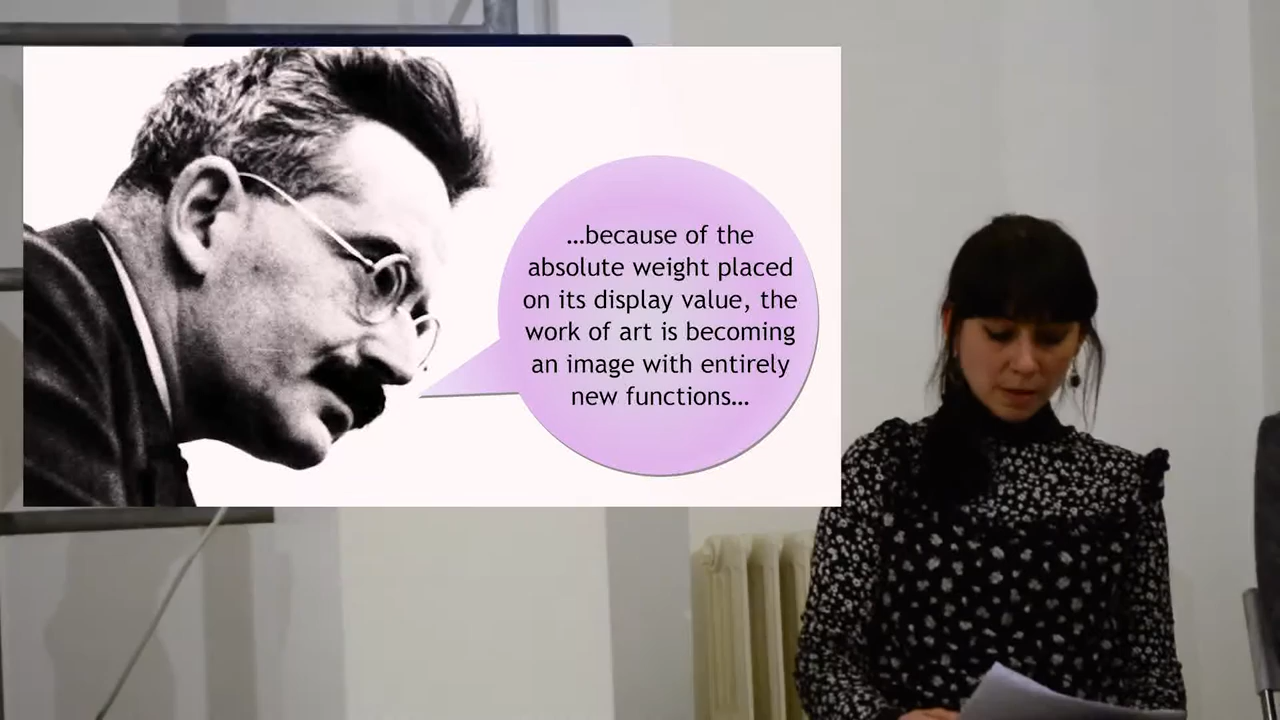 …because of the
absolute weight placed
on its display value, the
work of art is becoming
an image with entirely
new functions…